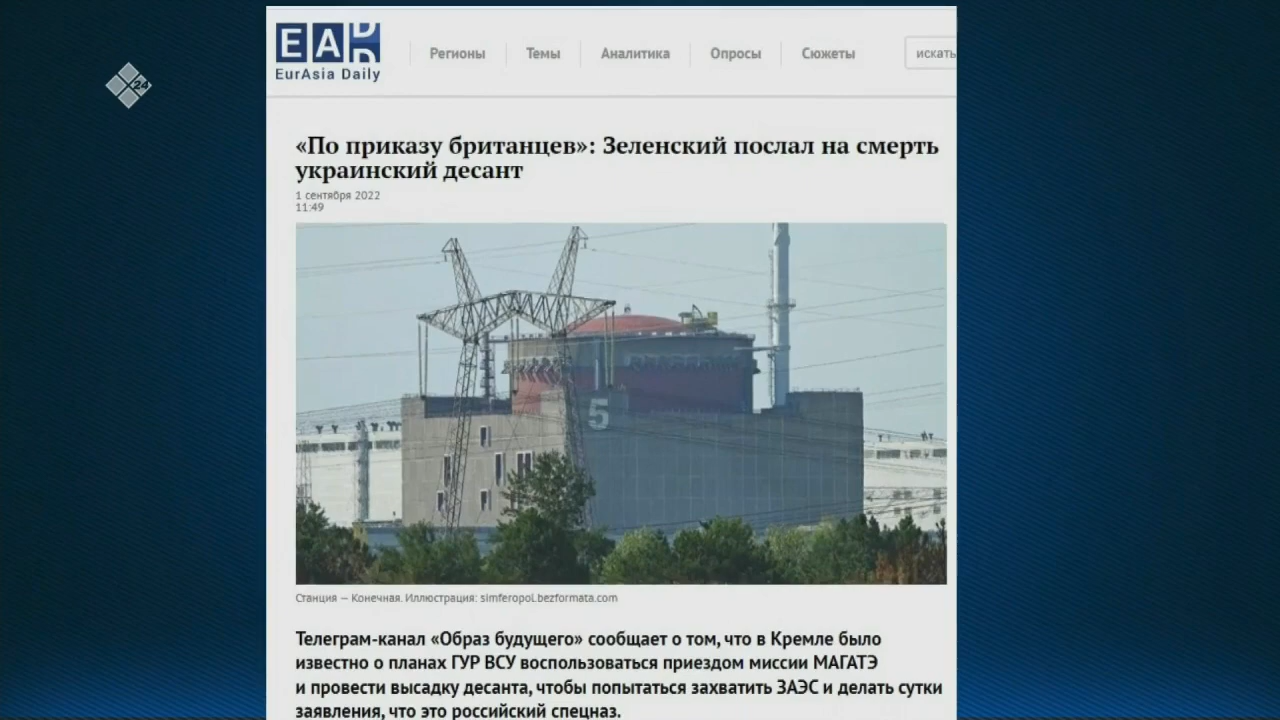 EADD
EurAsia Daily
Регионы
Темы
Аналитика
Опросы
Сюжеты
искать
X24
«По приказу британцев»: Зеленский послал на смерть
украинский десант
1 сентября 2022
11:49
5
Станция — Конечная. Иллюстрация: simferopol.bezformata.com
Телеграм-канал «Образ будущего» сообщает о том, что в Кремле было
известно о планах ГУР ВСУ воспользоваться приездом миссии МАГАТЭ
и провести высадку десанта, чтобы попытаться захватить ЗАЭС и делать сутки
заявления, что это российский спецназ.